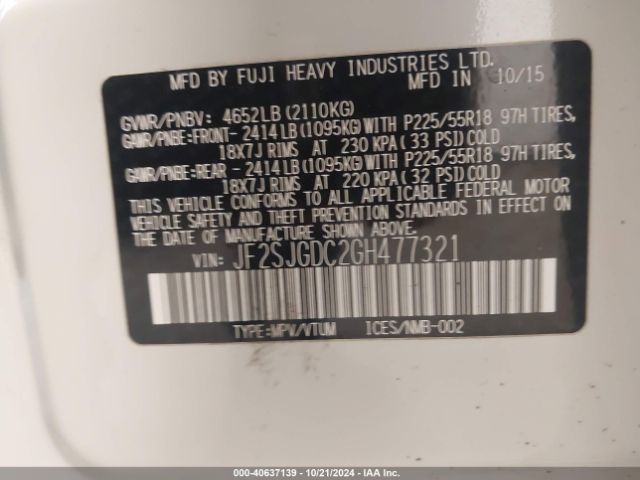 MFD BY FUJI HEAVY INDUSTRIES LTD.
MFD IN 10/15
GVWR/PNBV: 4652LB (2110KG)
GAWR/PNBE:FRONT- 2414LB(1095KG)WITH P225/55R18 97H TIRES,
18X7J RIMS AT 230 KPA( 33 PSI)COLD
GAWR/PNBE:REAR - 2414LB(1095KG)WITH P225/55R18 97H TIRES,
18X7J RIMS AT 220 KPA( 32 PSI)COLD
THIS VEHICLE CONFORMS TO ALL APPLICABLE FEDERAL MOTOR
VEHICLE SAFETY AND THEFT PREVENTION STANDARDS IN EFFECT ON
THE DATE OF MANUFACTURE SHOWN ABOVE.
VIN: JF2SJGDC2GH477321
TYPE:MPV/VTUM ICES/NMB-002
000-40637139 - 10/21/2024 - IAA Inc.